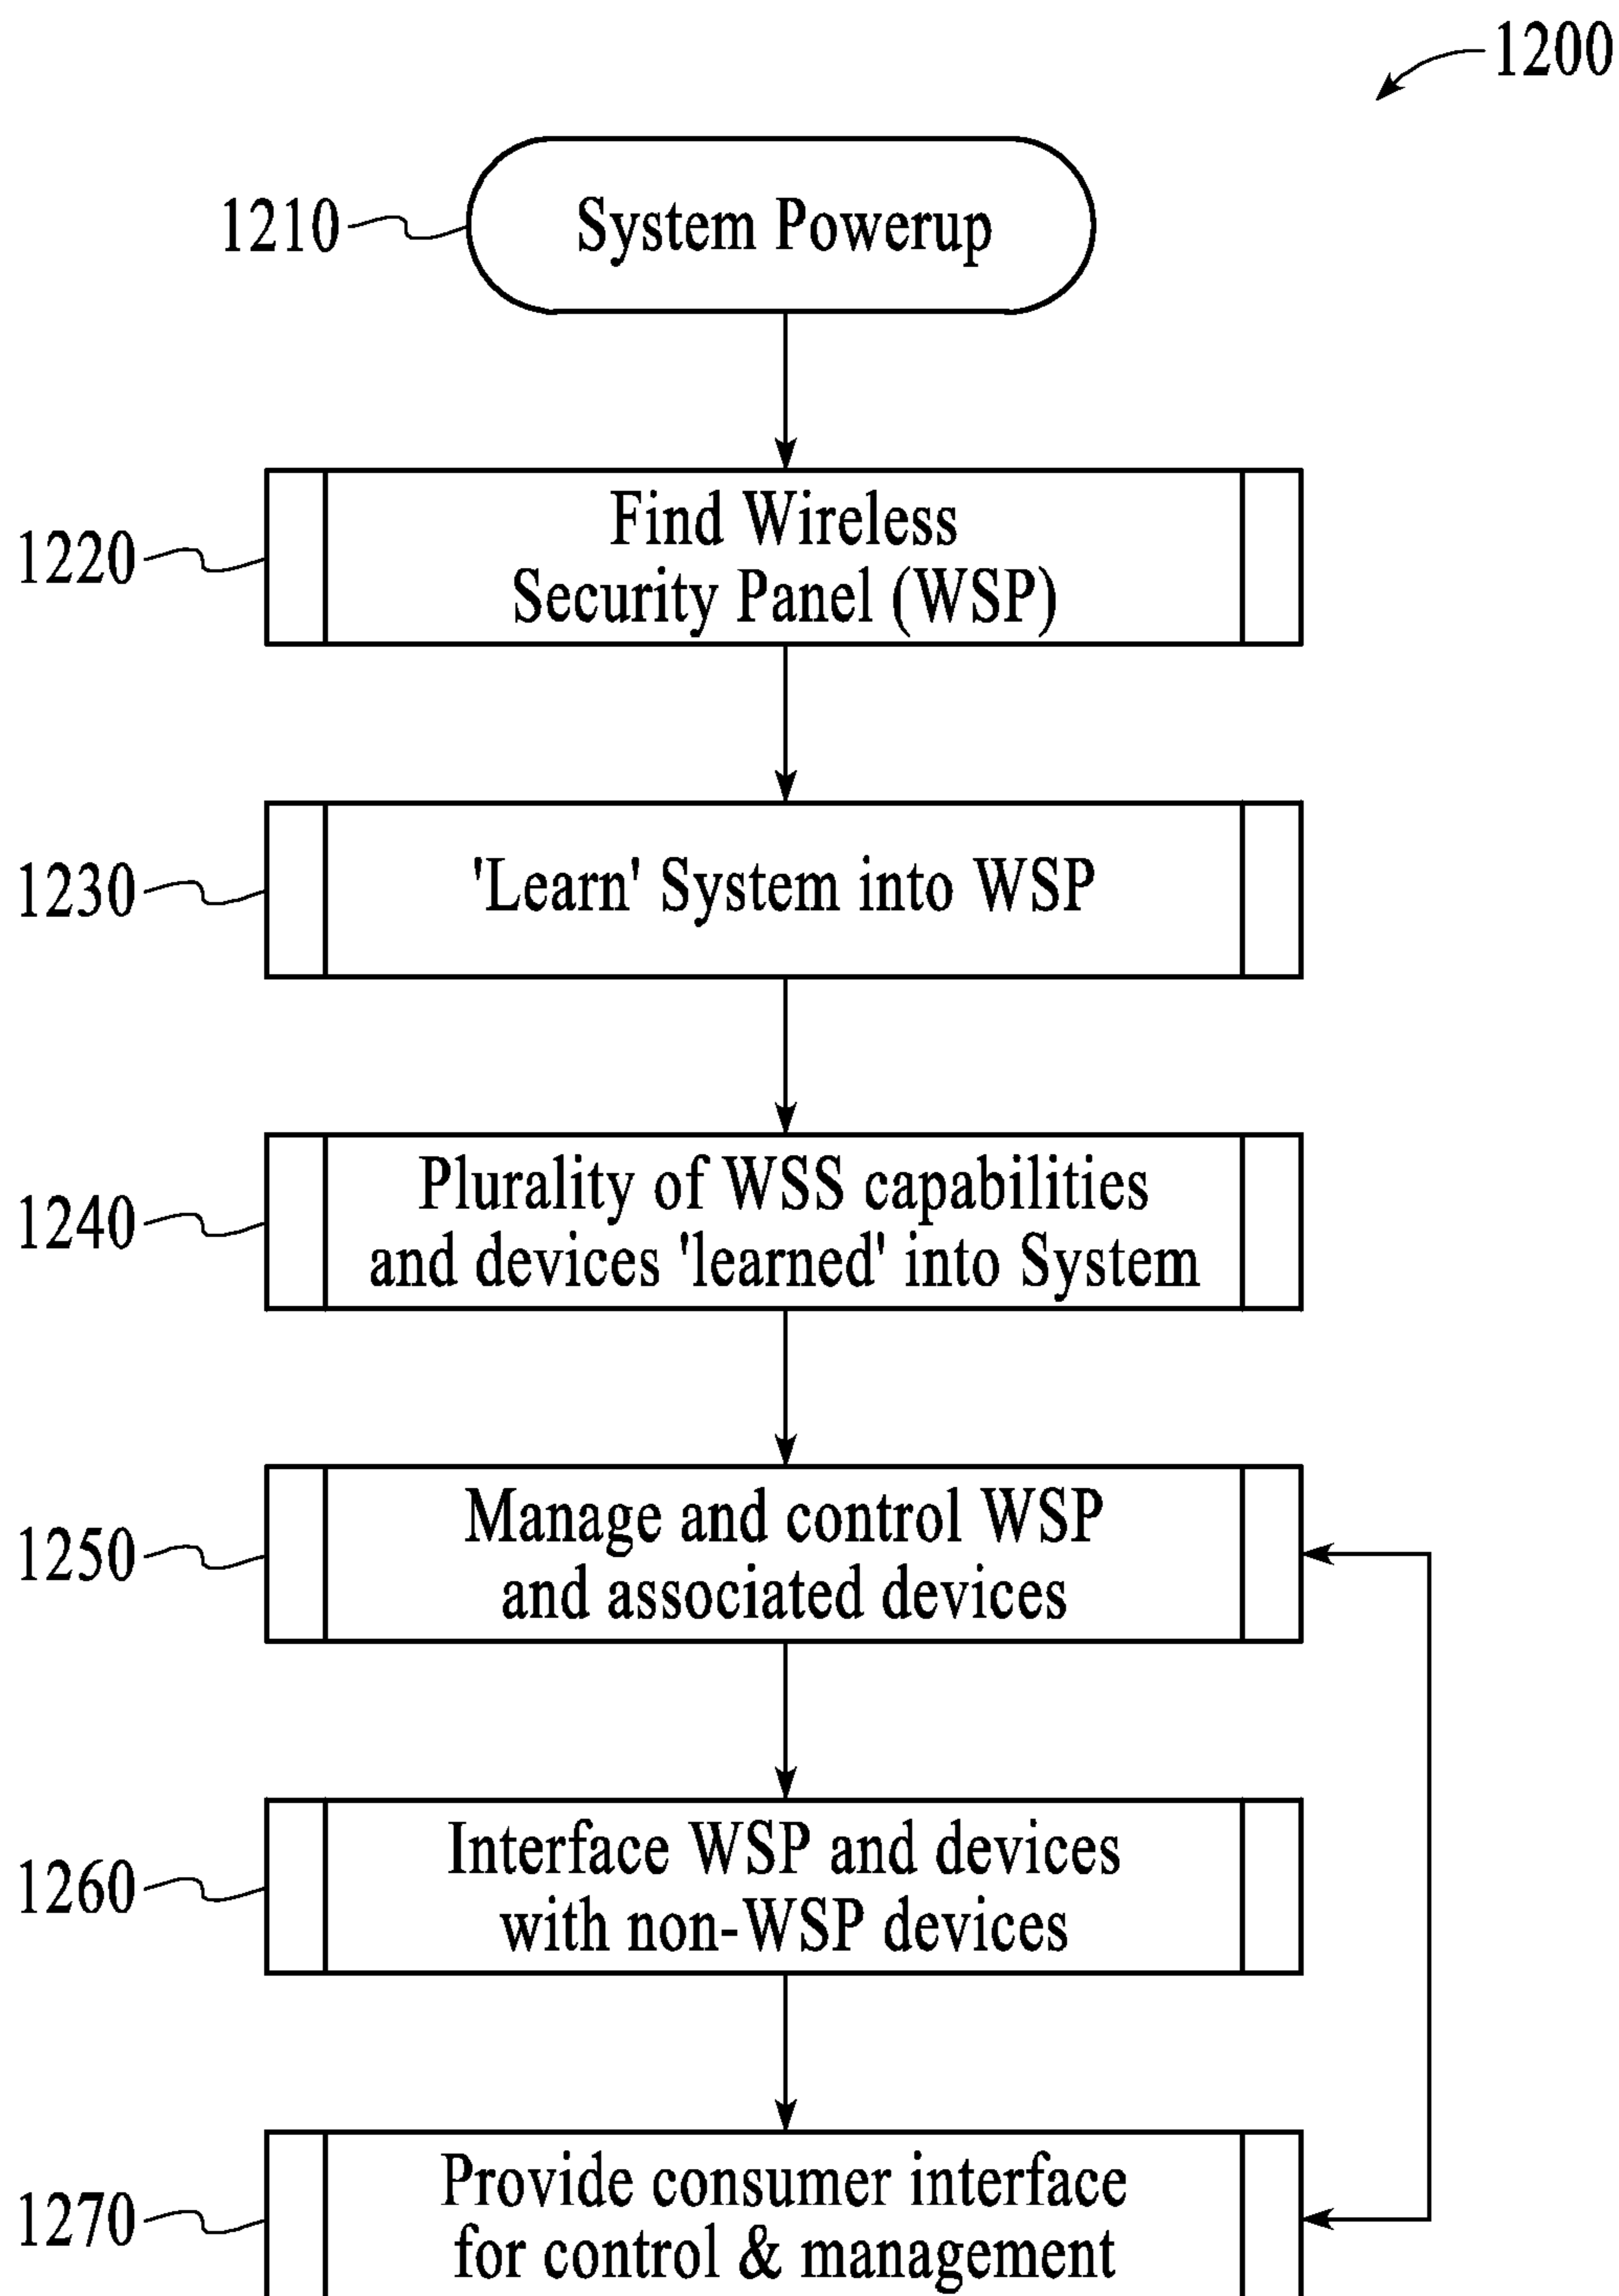 1200
1210
System Powerup
1220
Find Wireless
Security Panel (WSP)
1230
'Learn' System into WSP
1240
Plurality of WSS capabilities
and devices 'learned' into System
1250
Manage and control WSP
and associated devices
1260
Interface WSP and devices
with non-WSP devices
1270
Provide consumer interface
for control & management